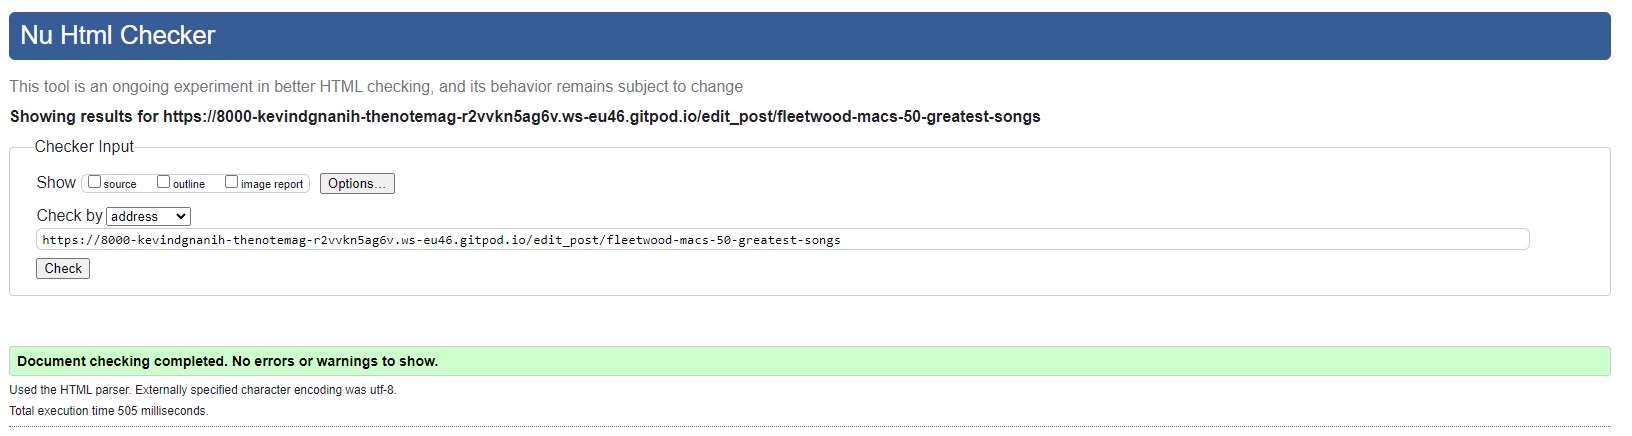 Nu Html Checker
This tool is an ongoing experiment in better HTML checking, and its behavior remains subject to change
Showing results for https://8000-kevindgnanih-thenotemag-r2vvkn5ag6v.ws-eu46.gitpod.io/edit_post/fleetwood-macs-50-greatest-songs
Checker Input
Show source outline image report Options...
Check by address
https://8000-kevindgnanih-thenotemag-r2vvkn5ag6v.ws-eu46.gitpod.io/edit_post/fleetwood-macs-50-greatest-songs
Check
Document checking completed. No errors or warnings to show.
Used the HTML parser. Externally specified character encoding was utf-8.
Total execution time 505 milliseconds.